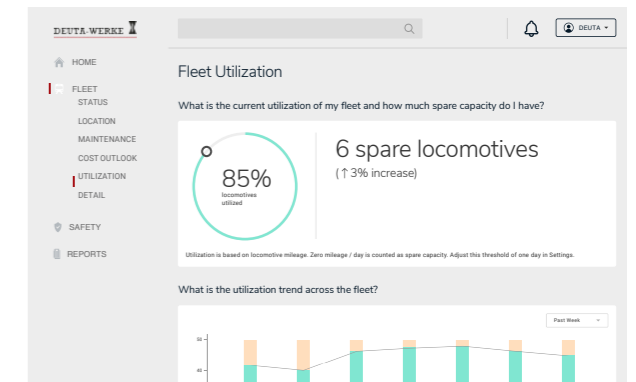 DEUTA-WERKE
DEUTA
HOME
FLEET
STATUS
LOCATION
MAINTENANCE
COST OUTLOOK
UTILIZATION
DETAIL
SAFETY
REPORTS
Fleet Utilization
What is the current utilization of my fleet and how much spare capacity do I have?
85%
locomotives
utilized
6 spare locomotives
(↑3% increase)
Utilization is based on locomotive mileage. Zero mileage / day is counted as spare capacity. Adjust this threshold of one day in Settings.
What is the utilization trend across the fleet?
Past Week
50